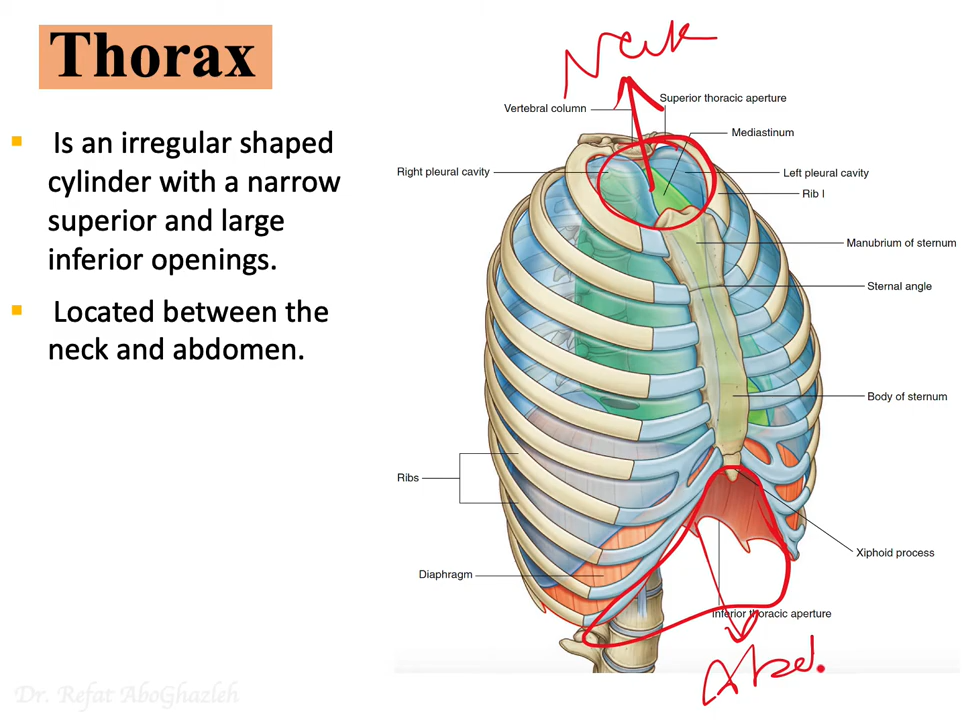 Thorax
Is an irregular shaped
cylinder with a narrow
superior and large
inferior openings.
Located between the
neck and abdomen.
Neck
Superior thoracic aperture
Vertebral column
Mediastinum
Right pleural cavity
Left pleural cavity
Rib I
Manubrium of sternum
Sternal angle
Body of sternum
Ribs
Xiphoid process
Diaphragm
Inferior thoracic aperture
Abd.
Dr. Refat AboGhazleh